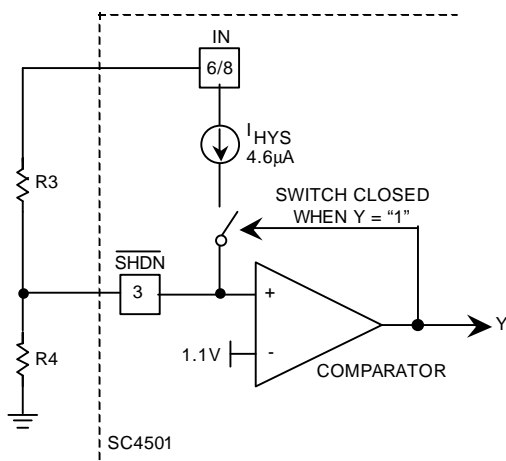 IN
6/8
I HYS
4.6µA
R3
SWITCH CLOSED
WHEN Y = "1"
SHDN
3
+
Y
1.1V
-
R4
COMPARATOR
SC4501